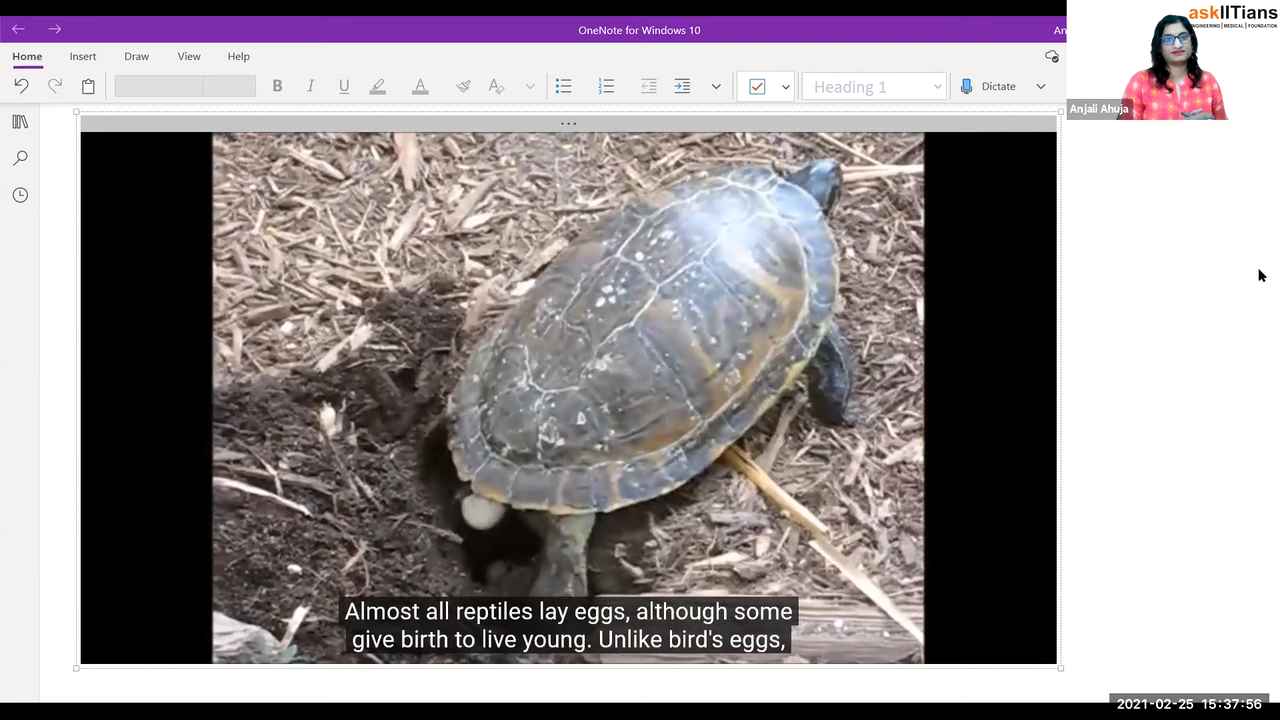 askIITians
ENGINEERING | MEDICAL | FOUNDATION
OneNote for Windows 10
An
Home Insert Draw View Help
B I U A A Heading 1 Dictate
Anjali Ahuja
Almost all reptiles lay eggs, although some
give birth to live young. Unlike bird's eggs,
2021-02-25 15:37:56